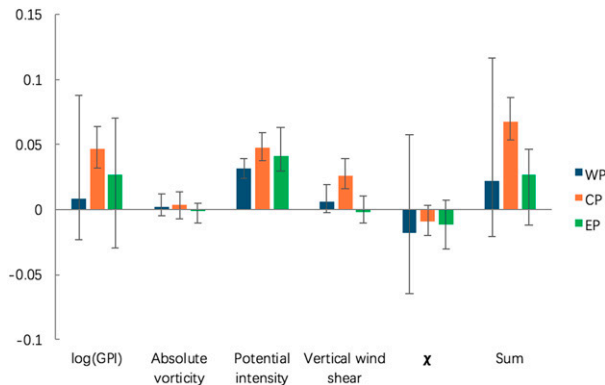 0.15
0.1
0.05
0
-0.05
-0.1
log(GPI)
Absolute
vorticity
Potential
intensity
Vertical wind
shear
χ
Sum
WP
CP
EP